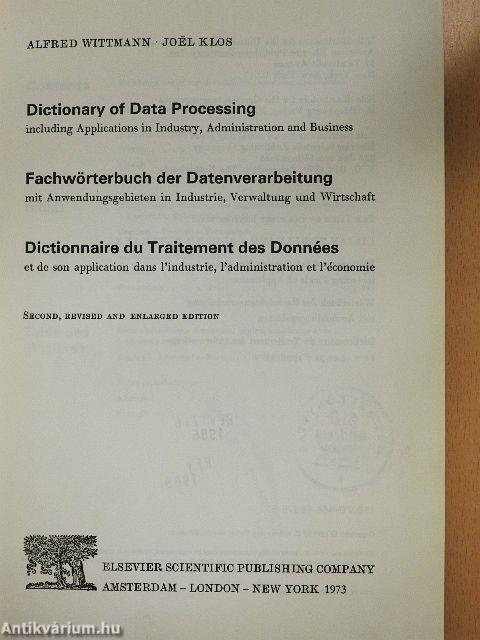 ALFRED WITTMANN · JOËL KLOS
Dictionary of Data Processing
including Applications in Industry, Administration and Business
Fachwörterbuch der Datenverarbeitung
mit Anwendungsgebieten in Industrie, Verwaltung und Wirtschaft
Dictionnaire du Traitement des Données
et de son application dans l'industrie, l'administration et l'économie
SECOND, REVISED AND ENLARGED EDITION
ELSEVIER SCIENTIFIC PUBLISHING COMPANY
AMSTERDAM – LONDON – NEW YORK 1973
Antikvárium.hu